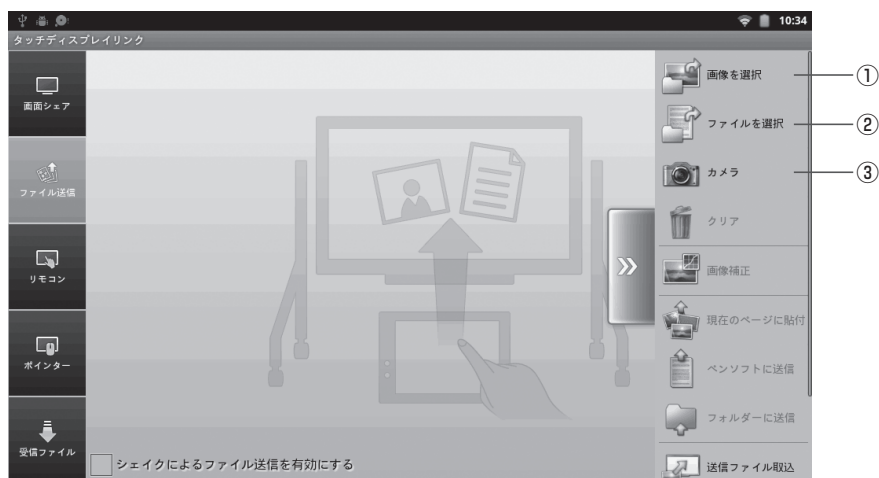 10:34
タッチディスプレイリンク
画面シェア
ファイル送信
リモコン
ポインター
受信ファイル
シェイクによるファイル送信を有効にする
画像を選択 ①
ファイルを選択 ②
カメラ ③
クリア
画像補正
現在のページに貼付
ペンソフトに送信
フォルダーに送信
送信ファイル取込